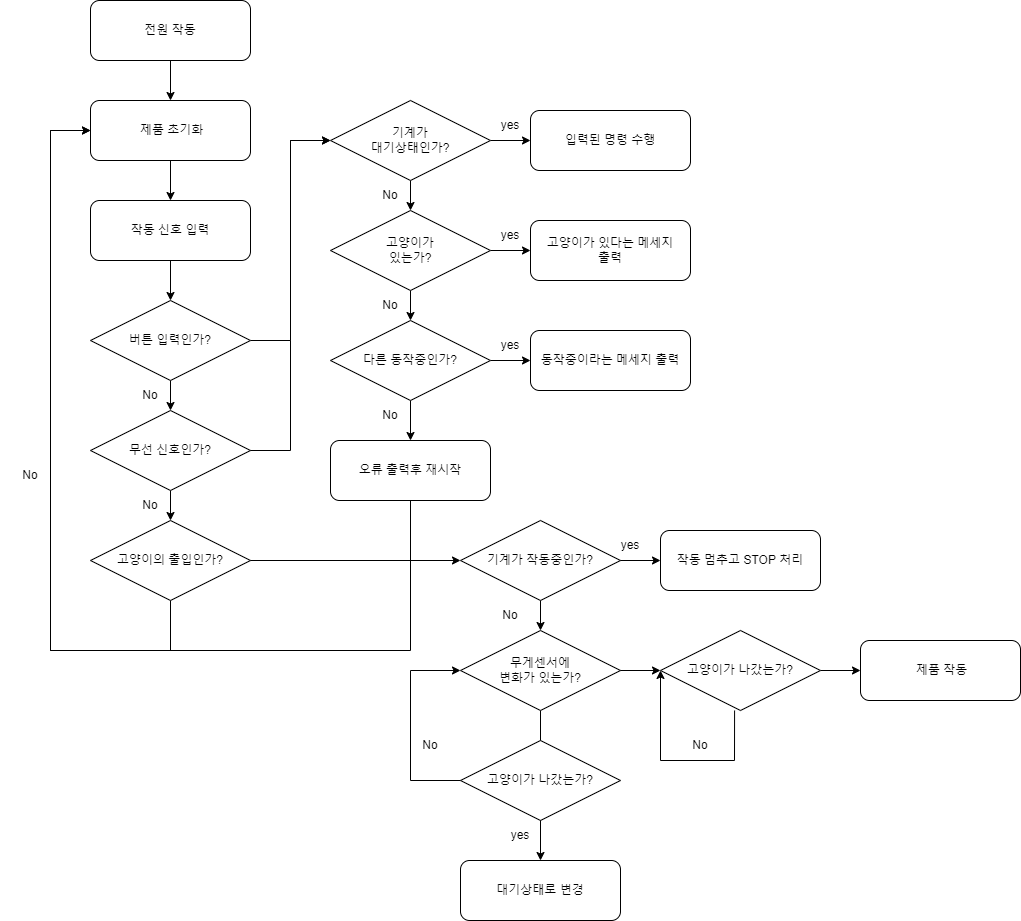 전원 작동
제품 초기화
기계가
대기상태인가?
yes
입력된 명령 수행
No
작동 신호 입력
고양이가
있는가?
yes
고양이가 있다는 메세지
출력
No
버튼 입력인가?
다른 동작중인가?
yes
동작중이라는 메세지 출력
No
No
무선 신호인가?
오류 출력후 재시작
No
No
고양이의 출입인가?
기계가 작동중인가?
yes
작동 멈추고 STOP 처리
No
무게센서에
변화가 있는가?
고양이가 나갔는가?
제품 작동
No
No
고양이가 나갔는가?
yes
대기상태로 변경